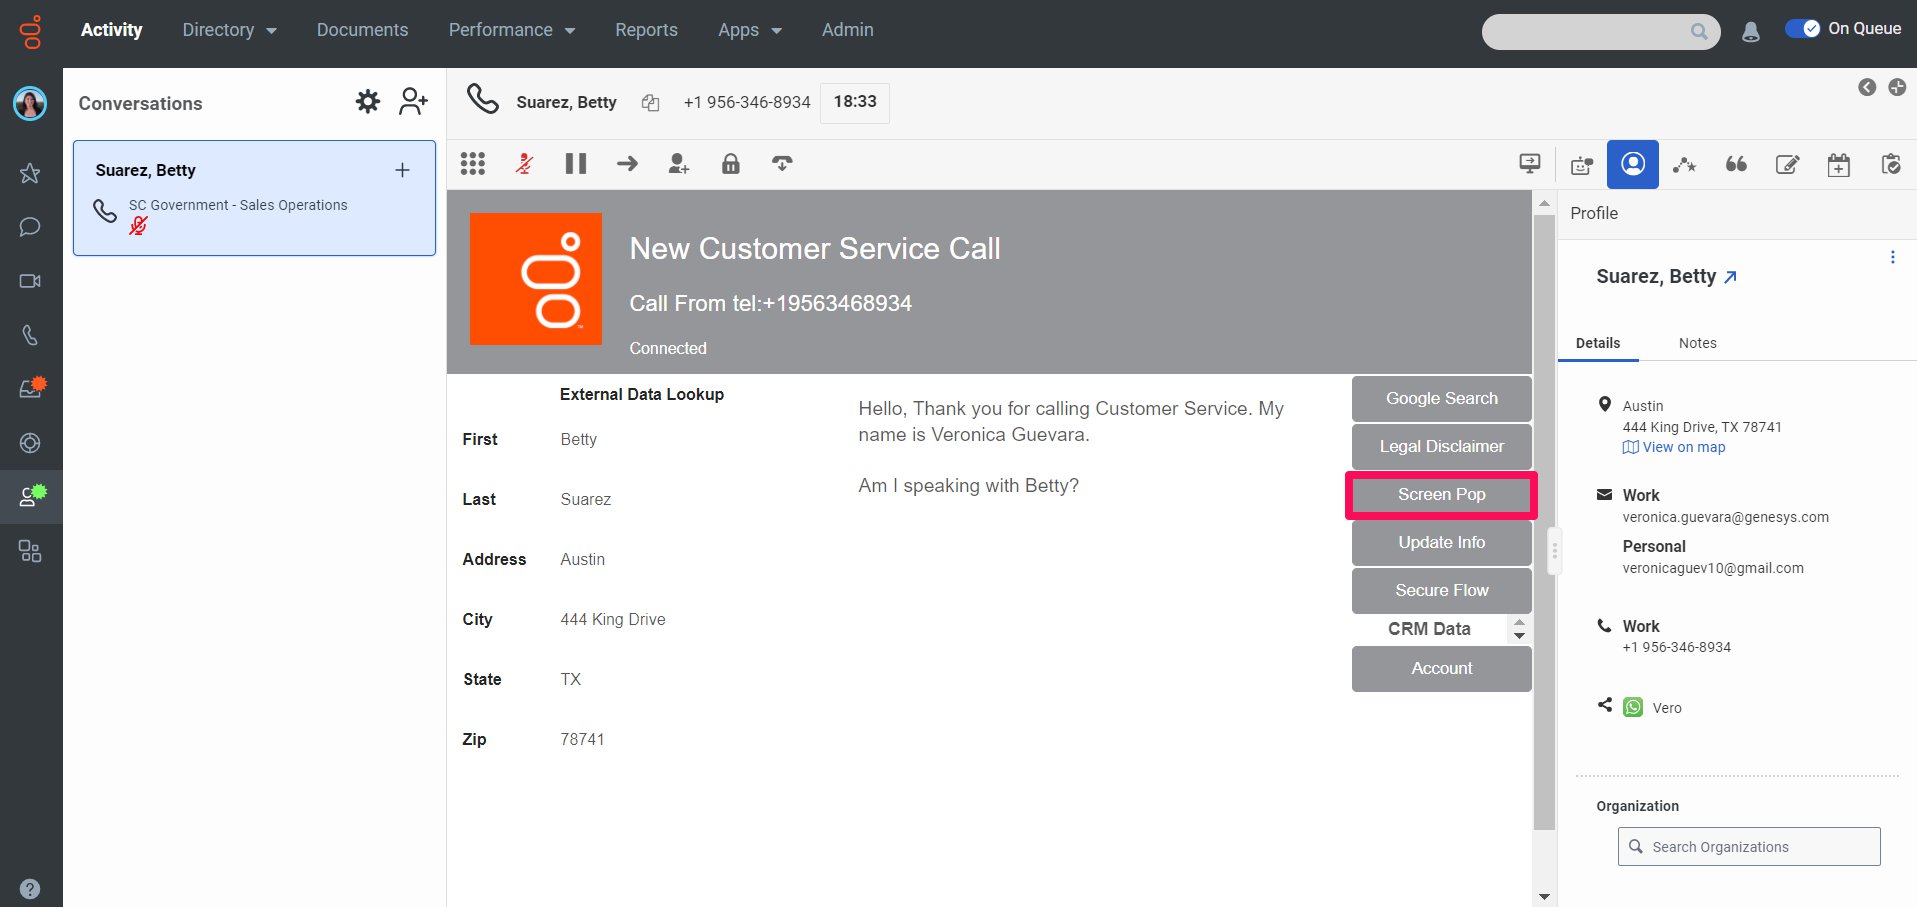 Activity
Directory
Documents
Performance
Reports
Apps
Admin
On Queue
Conversations
Suarez, Betty
SC Government - Sales Operations
Suarez, Betty
+1 956-346-8934
18:33
New Customer Service Call
Call From tel:+19563468934
Connected
External Data Lookup
First
Betty
Last
Suarez
Address
Austin
City
444 King Drive
State
TX
Zip
78741
Hello, Thank you for calling Customer Service. My
name is Veronica Guevara.
Am I speaking with Betty?
Google Search
Legal Disclaimer
Screen Pop
Update Info
Secure Flow
CRM Data
Account
Profile
Suarez, Betty
Details
Notes
Austin
444 King Drive, TX 78741
View on map
Work
veronica.guevara@genesys.com
Personal
veronicaguev10@gmail.com
Work
+1 956-346-8934
Vero
Organization
Search Organizations